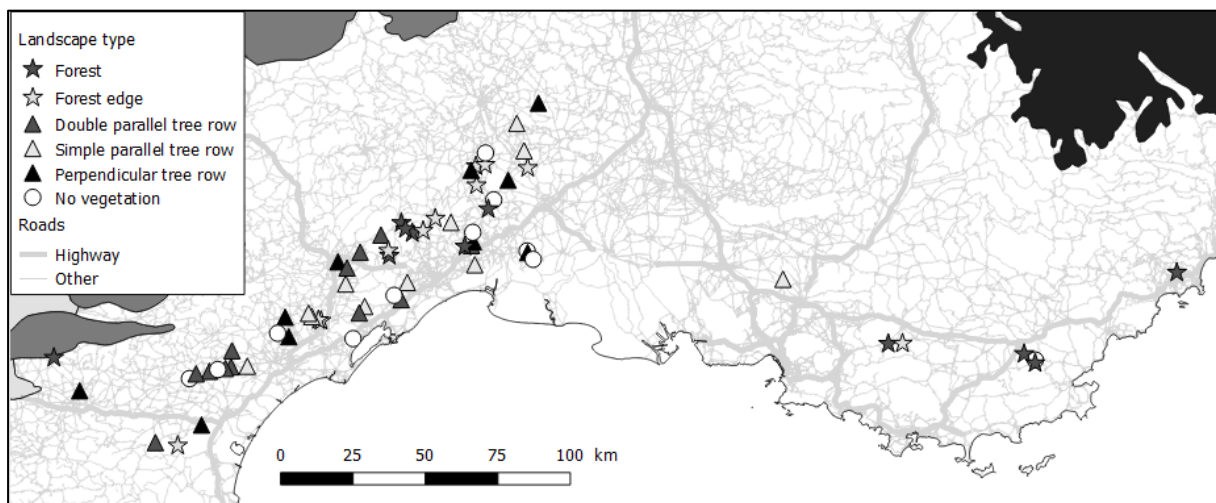 Landscape type
Forest
Forest edge
Double parallel tree row
Simple parallel tree row
Perpendicular tree row
No vegetation
Roads
Highway
Other
0 25 50 75 100 km